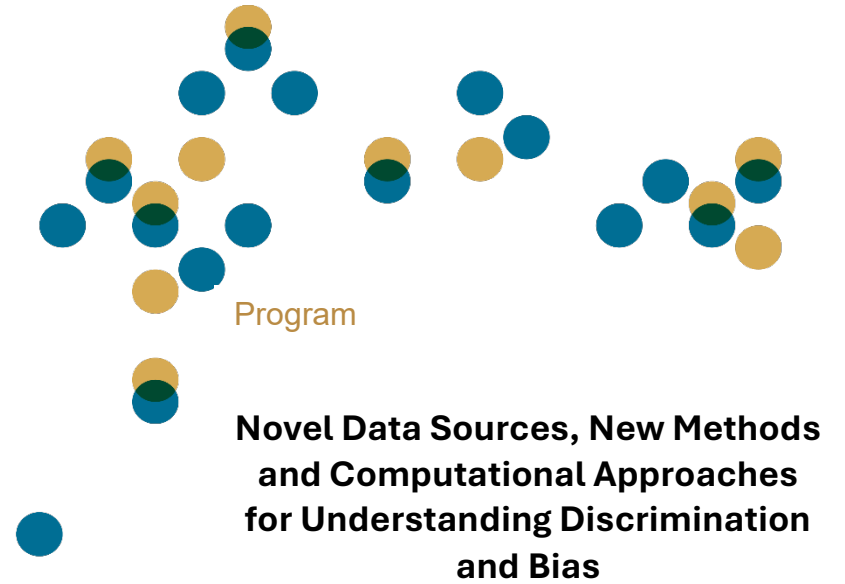 Program
Novel Data Sources, New Methods
and Computational Approaches
for Understanding Discrimination
and Bias